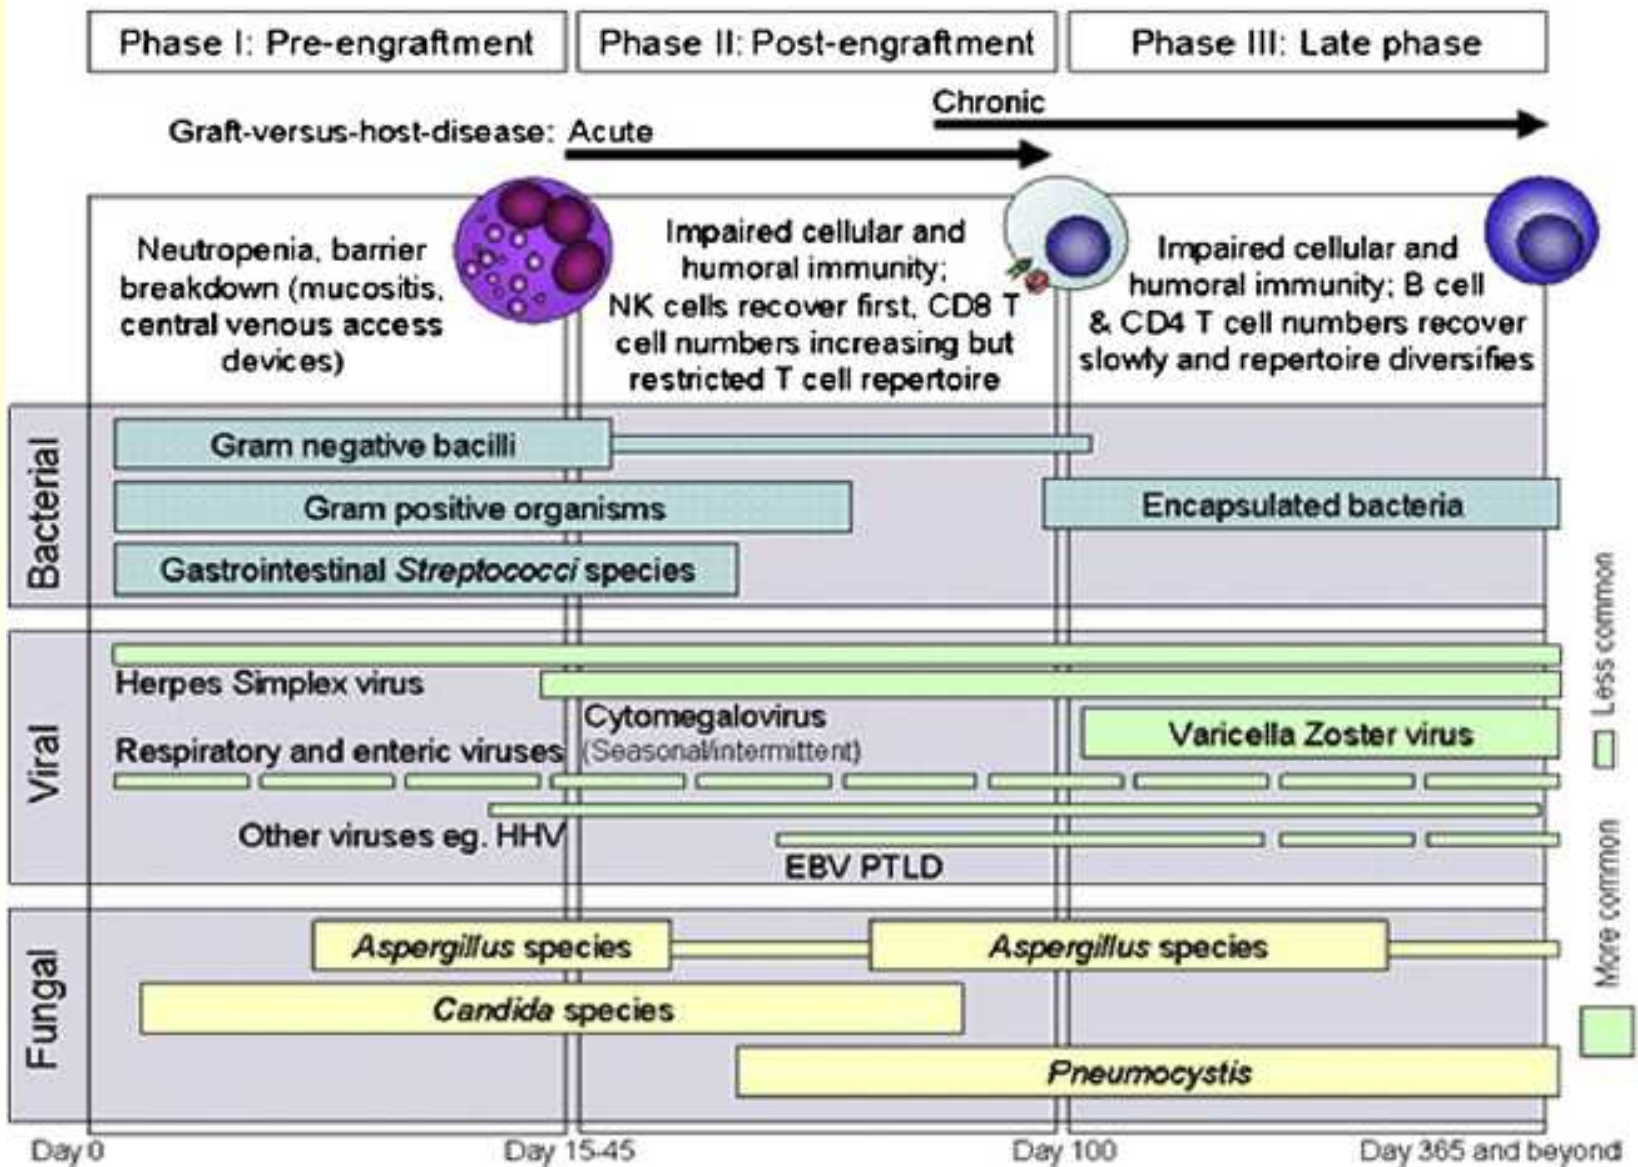 Phase I: Pre-engraftment
Phase II: Post-engraftment
Phase III: Late phase
Chronic
Graft-versus-host-disease: Acute
Neutropenia, barrier
breakdown (mucositis,
central venous access
devices)
Impaired cellular and
humoral immunity;
NK cells recover first, CD8 T
cell numbers increasing but
restricted T cell repertoire
Impaired cellular and
humoral immunity; B cell
& CD4 T cell numbers recover
slowly and repertoire diversifies
Bacterial
Gram negative bacilli
Gram positive organisms
Encapsulated bacteria
Gastrointestinal Streptococci species
Viral
Herpes Simplex virus
Cytomegalovirus
Varicella Zoster virus
Respiratory and enteric viruses (Seasonal/intermittent)
Other viruses eg. HHV
EBV PTLD
Fungal
Aspergillus species
Aspergillus species
Candida species
Pneumocystis
Day 0
Day 15-45
Day 100
Day 365 and beyond
Less common
More common